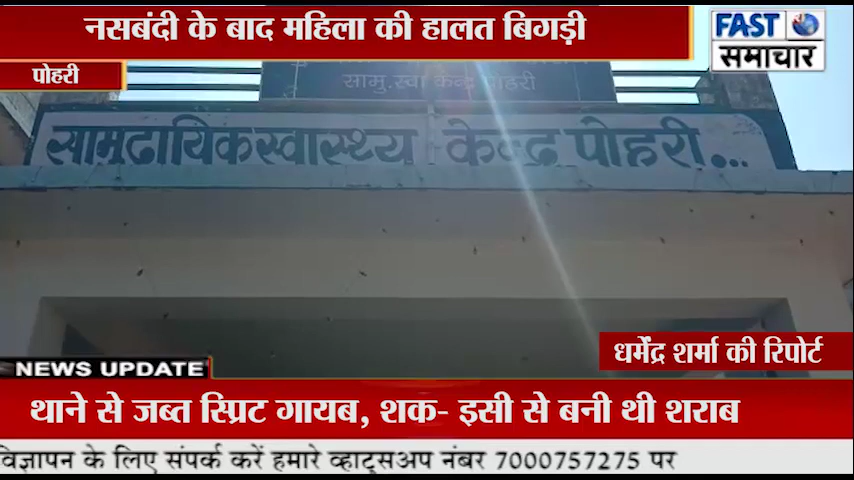 नसबंदी के बाद महिला की हालत बिगड़ी
FAST
समाचार
पोहरी
सामु.स्वा केन्द्र पोहरी
सामुदायिक स्वास्थ्य केन्द्र पोहरी...
धर्मेंद्र शर्मा की रिपोर्ट
NEWS UPDATE
थाने से जब्त स्प्रिट गायब, शक- इसी से बनी थी शराब
विज्ञापन के लिए संपर्क करें हमारे व्हाट्सअप नंबर 7000757275 पर